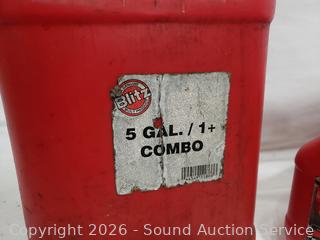 Blitz
5 GAL. / 1+
COMBO
Copyright 2026 - Sound Auction Service